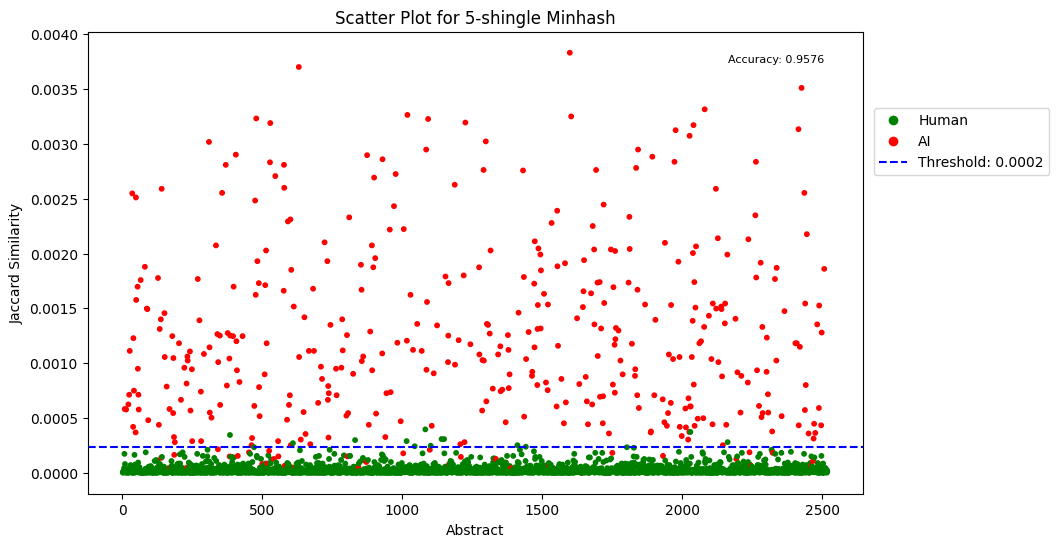 Scatter Plot for 5-shingle Minhash
Accuracy: 0.9576
Human
AI
Threshold: 0.0002
Jaccard Similarity
0.0040
0.0035
0.0030
0.0025
0.0020
0.0015
0.0010
0.0005
0.0000
0 500 1000 1500 2000 2500
Abstract